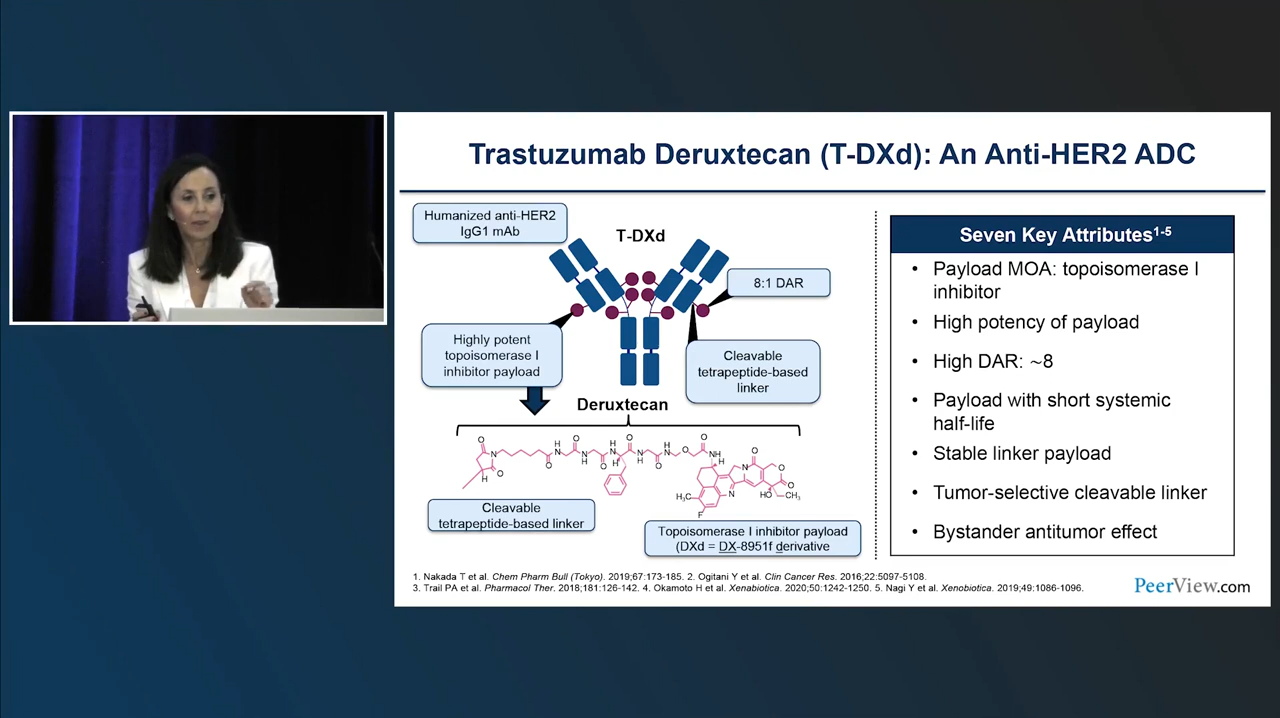 Trastuzumab Deruxtecan (T-DXd): An Anti-HER2 ADC
Humanized anti-HER2
IgG1 mAb
T-DXd
8:1 DAR
Highly potent
topoisomerase I
inhibitor payload
Cleavable
tetrapeptide-based
linker
Deruxtecan
O
N
O
H
O
H
N
O
N
H
O
H
N
H
O
N
H
O
H
N
O
O
NH
H₃C
F
N
N
O
O
O
HO
CH₃
Cleavable
tetrapeptide-based linker
Topoisomerase I inhibitor payload
(DXd = DX-8951f derivative
Seven Key Attributes1-5
• Payload MOA: topoisomerase I
inhibitor
• High potency of payload
• High DAR: ~8
• Payload with short systemic
half-life
• Stable linker payload
• Tumor-selective cleavable linker
• Bystander antitumor effect
1. Nakada T et al. Chem Pharm Bull (Tokyo). 2019;67:173-185. 2. Ogitani Y et al. Clin Cancer Res. 2016;22:5097-5108.
3. Trail PA et al. Pharmacol Ther. 2018;181:126-142. 4. Okamoto H et al. Xenabiotica. 2020;50:1242-1250. 5. Nagi Y et al. Xenobiotica. 2019;49:1086-1096.
PeerView.com